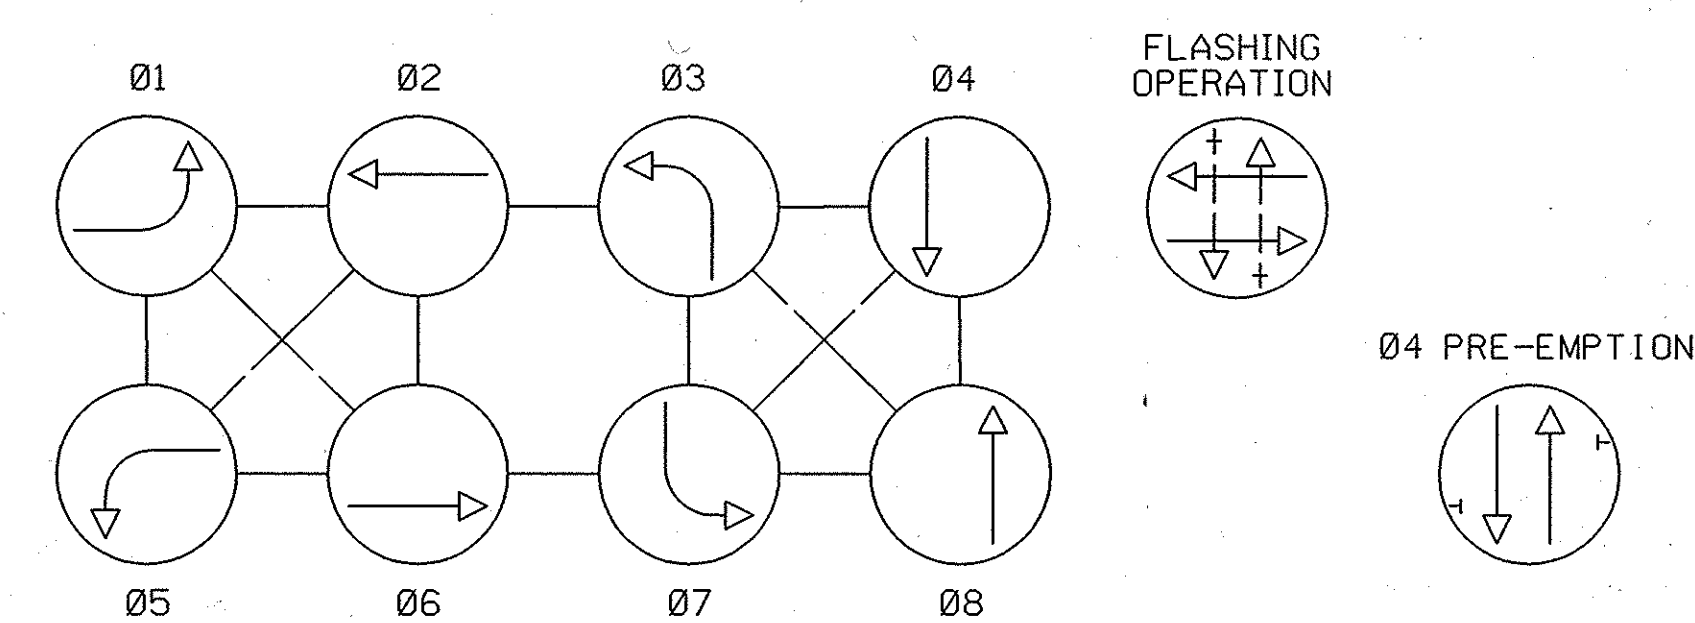 Ø1
Ø2
Ø3
Ø4
FLASHING
OPERATION
Ø4 PRE-EMPTION
Ø5
Ø6
Ø7
Ø8